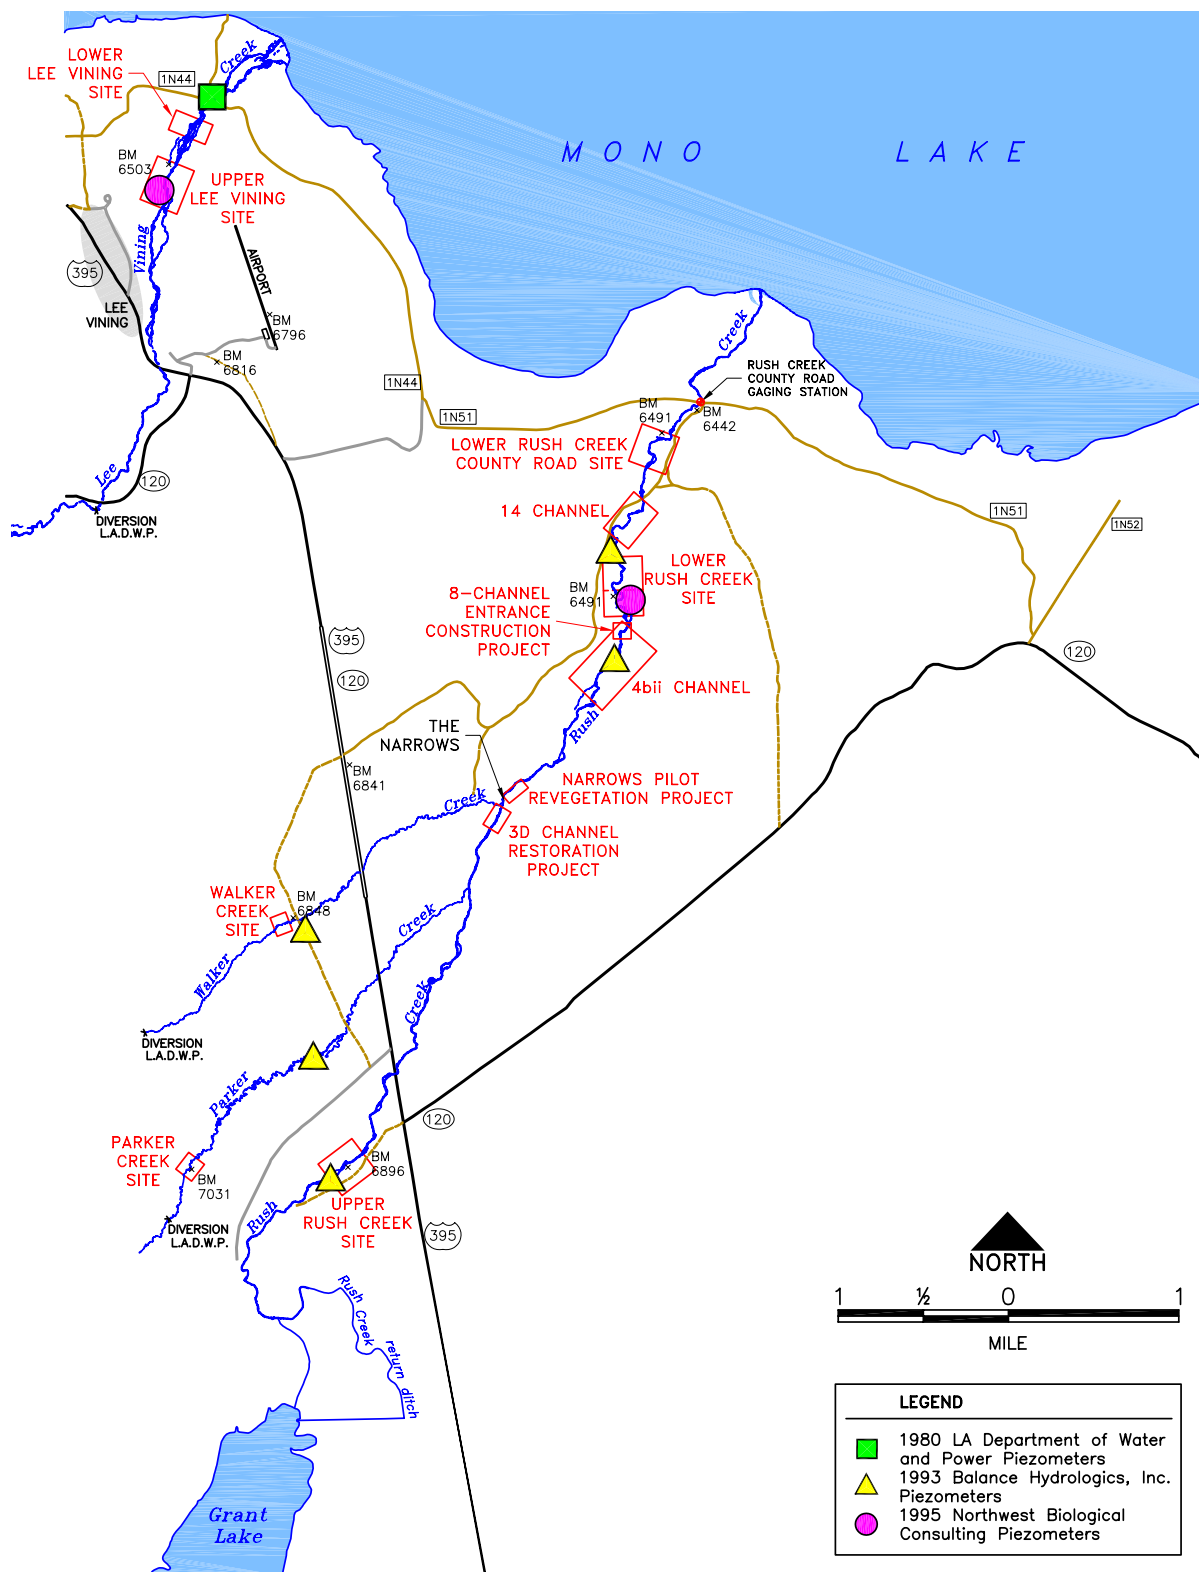 LOWER
LEE VINING
SITE
1N44
Creek
MONO LAKE
BM
6503
UPPER
LEE VINING
SITE
Vining
395
LEE
VINING
AIRPORT
BM
6796
BM
6816
1N44
1N51
Creek
RUSH CREEK
COUNTY ROAD
GAGING STATION
BM
6491
BM
6442
LOWER RUSH CREEK
COUNTY ROAD SITE
Lee
120
DIVERSION
L.A.D.W.P.
14 CHANNEL
1N51
1N52
LOWER
RUSH CREEK
SITE
BM
6491
8-CHANNEL
ENTRANCE
CONSTRUCTION
PROJECT
395
120
120
4bii CHANNEL
Rush
THE
NARROWS
BM
6841
NARROWS PILOT
REVEGETATION PROJECT
Creek
3D CHANNEL
RESTORATION
PROJECT
WALKER
CREEK
SITE
BM
6848
Creek
Walker
Creek
DIVERSION
L.A.D.W.P.
Parker
120
PARKER
CREEK
SITE
BM
7031
BM
6896
UPPER
RUSH CREEK
SITE
Rush
DIVERSION
L.A.D.W.P.
395
Rush Creek
return ditch
NORTH
1 ½ 0 1
MILE
Grant
Lake
LEGEND
1980 LA Department of Water
and Power Piezometers
1993 Balance Hydrologics, Inc.
Piezometers
1995 Northwest Biological
Consulting Piezometers